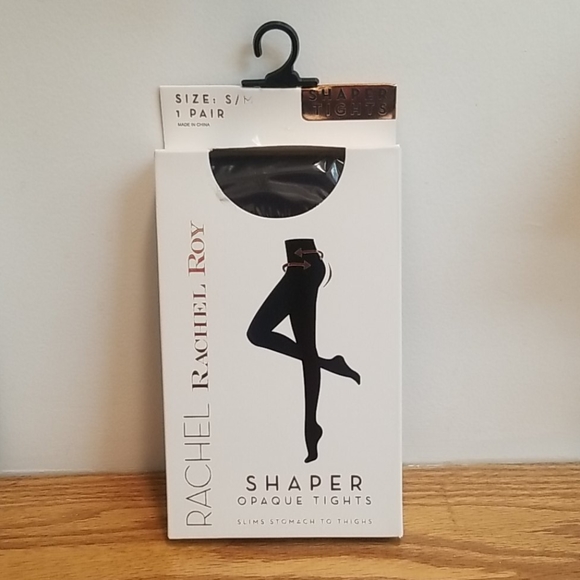 SIZE: S/M
1 PAIR
MADE IN CHINA
SHAPER
TIGHTS
RACHEL
RACHEL ROY
SHAPER
OPAQUE TIGHTS
SLIMS STOMACH TO THIGHS